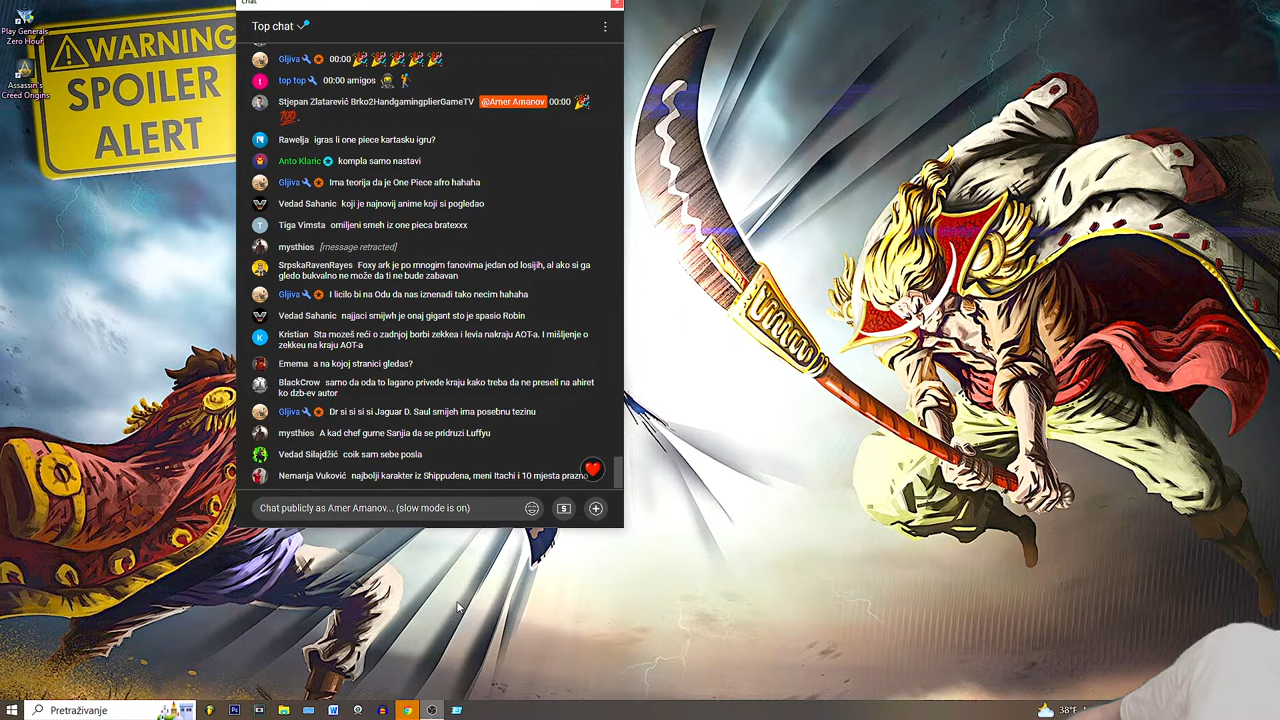 Play Generals
Zero Hour
Assassin's
Creed Origins
WARNING
SPOILER
ALERT
Chat
Top chat
Gljiva 00:00🎉🎉🎉🎉🎉
t top top 00:00 amigos
Stjepan Zlatarević Brko2HandgamingplierGameTV @Amer Amanov 00:00 🎉
💯.
Rawelja igras li one piece kartasku igru?
Anto Klaric kompla samo nastavi
Gljiva Ima teorija da je One Piece afro hahaha
Vedad Sahanic koji je najnovij anime koji si pogledao
T Tiga Vimsta omiljeni smeh iz one pieca bratexxx
mysthios [message retracted]
SrpskaRavenRayes Foxy ark je po mnogim fanovima jedan od losijih, al ako si ga
gledo bukvalno ne može da ti ne bude zabavan
Gljiva I licilo bi na Odu da nas iznenadi tako necim hahaha
Vedad Sahanic najjaci smijwh je onaj gigant sto je spasio Robin
K Kristian Sta mozeš reći o zadnjoj borbi zekkea i levia nakraju AOT-a. I mišljenje o
zekkeu na kraju AOT-a
Emema a na kojoj stranici gledas?
BlackCrow samo da oda to lagano privede kraju kako treba da ne preseli na ahiret
ko dzb-ev autor
Gljiva Dr si si si si Jaguar D. Saul smijeh ima posebnu tezinu
mysthios A kad chef gurne Sanjia da se pridruzi Luffyu
Vedad Silajdžić coik sam sebe posla
Nemanja Vuković najbolji karakter iz Shippudena, meni Itachi i 10 mjesta prazno
Chat publicly as Amer Amanov... (slow mode is on)
Pretraživanje
Ps
W
38°F